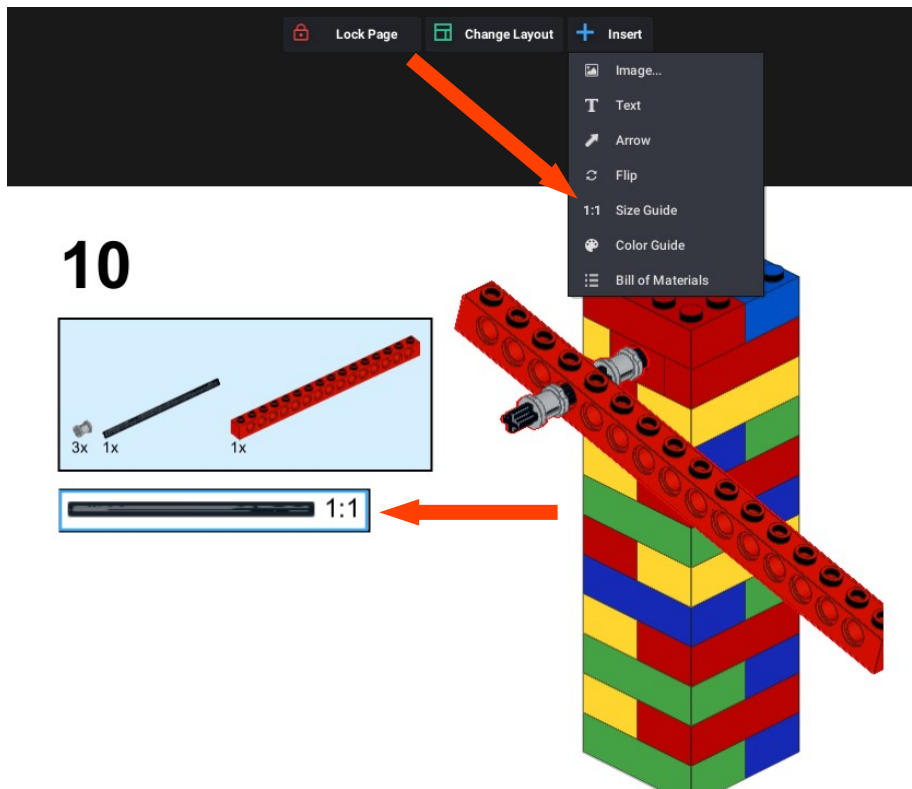 Lock Page Change Layout Insert
Image...
Text
Arrow
Flip
1:1 Size Guide
Color Guide
Bill of Materials
10
3x 1x 1x
1:1